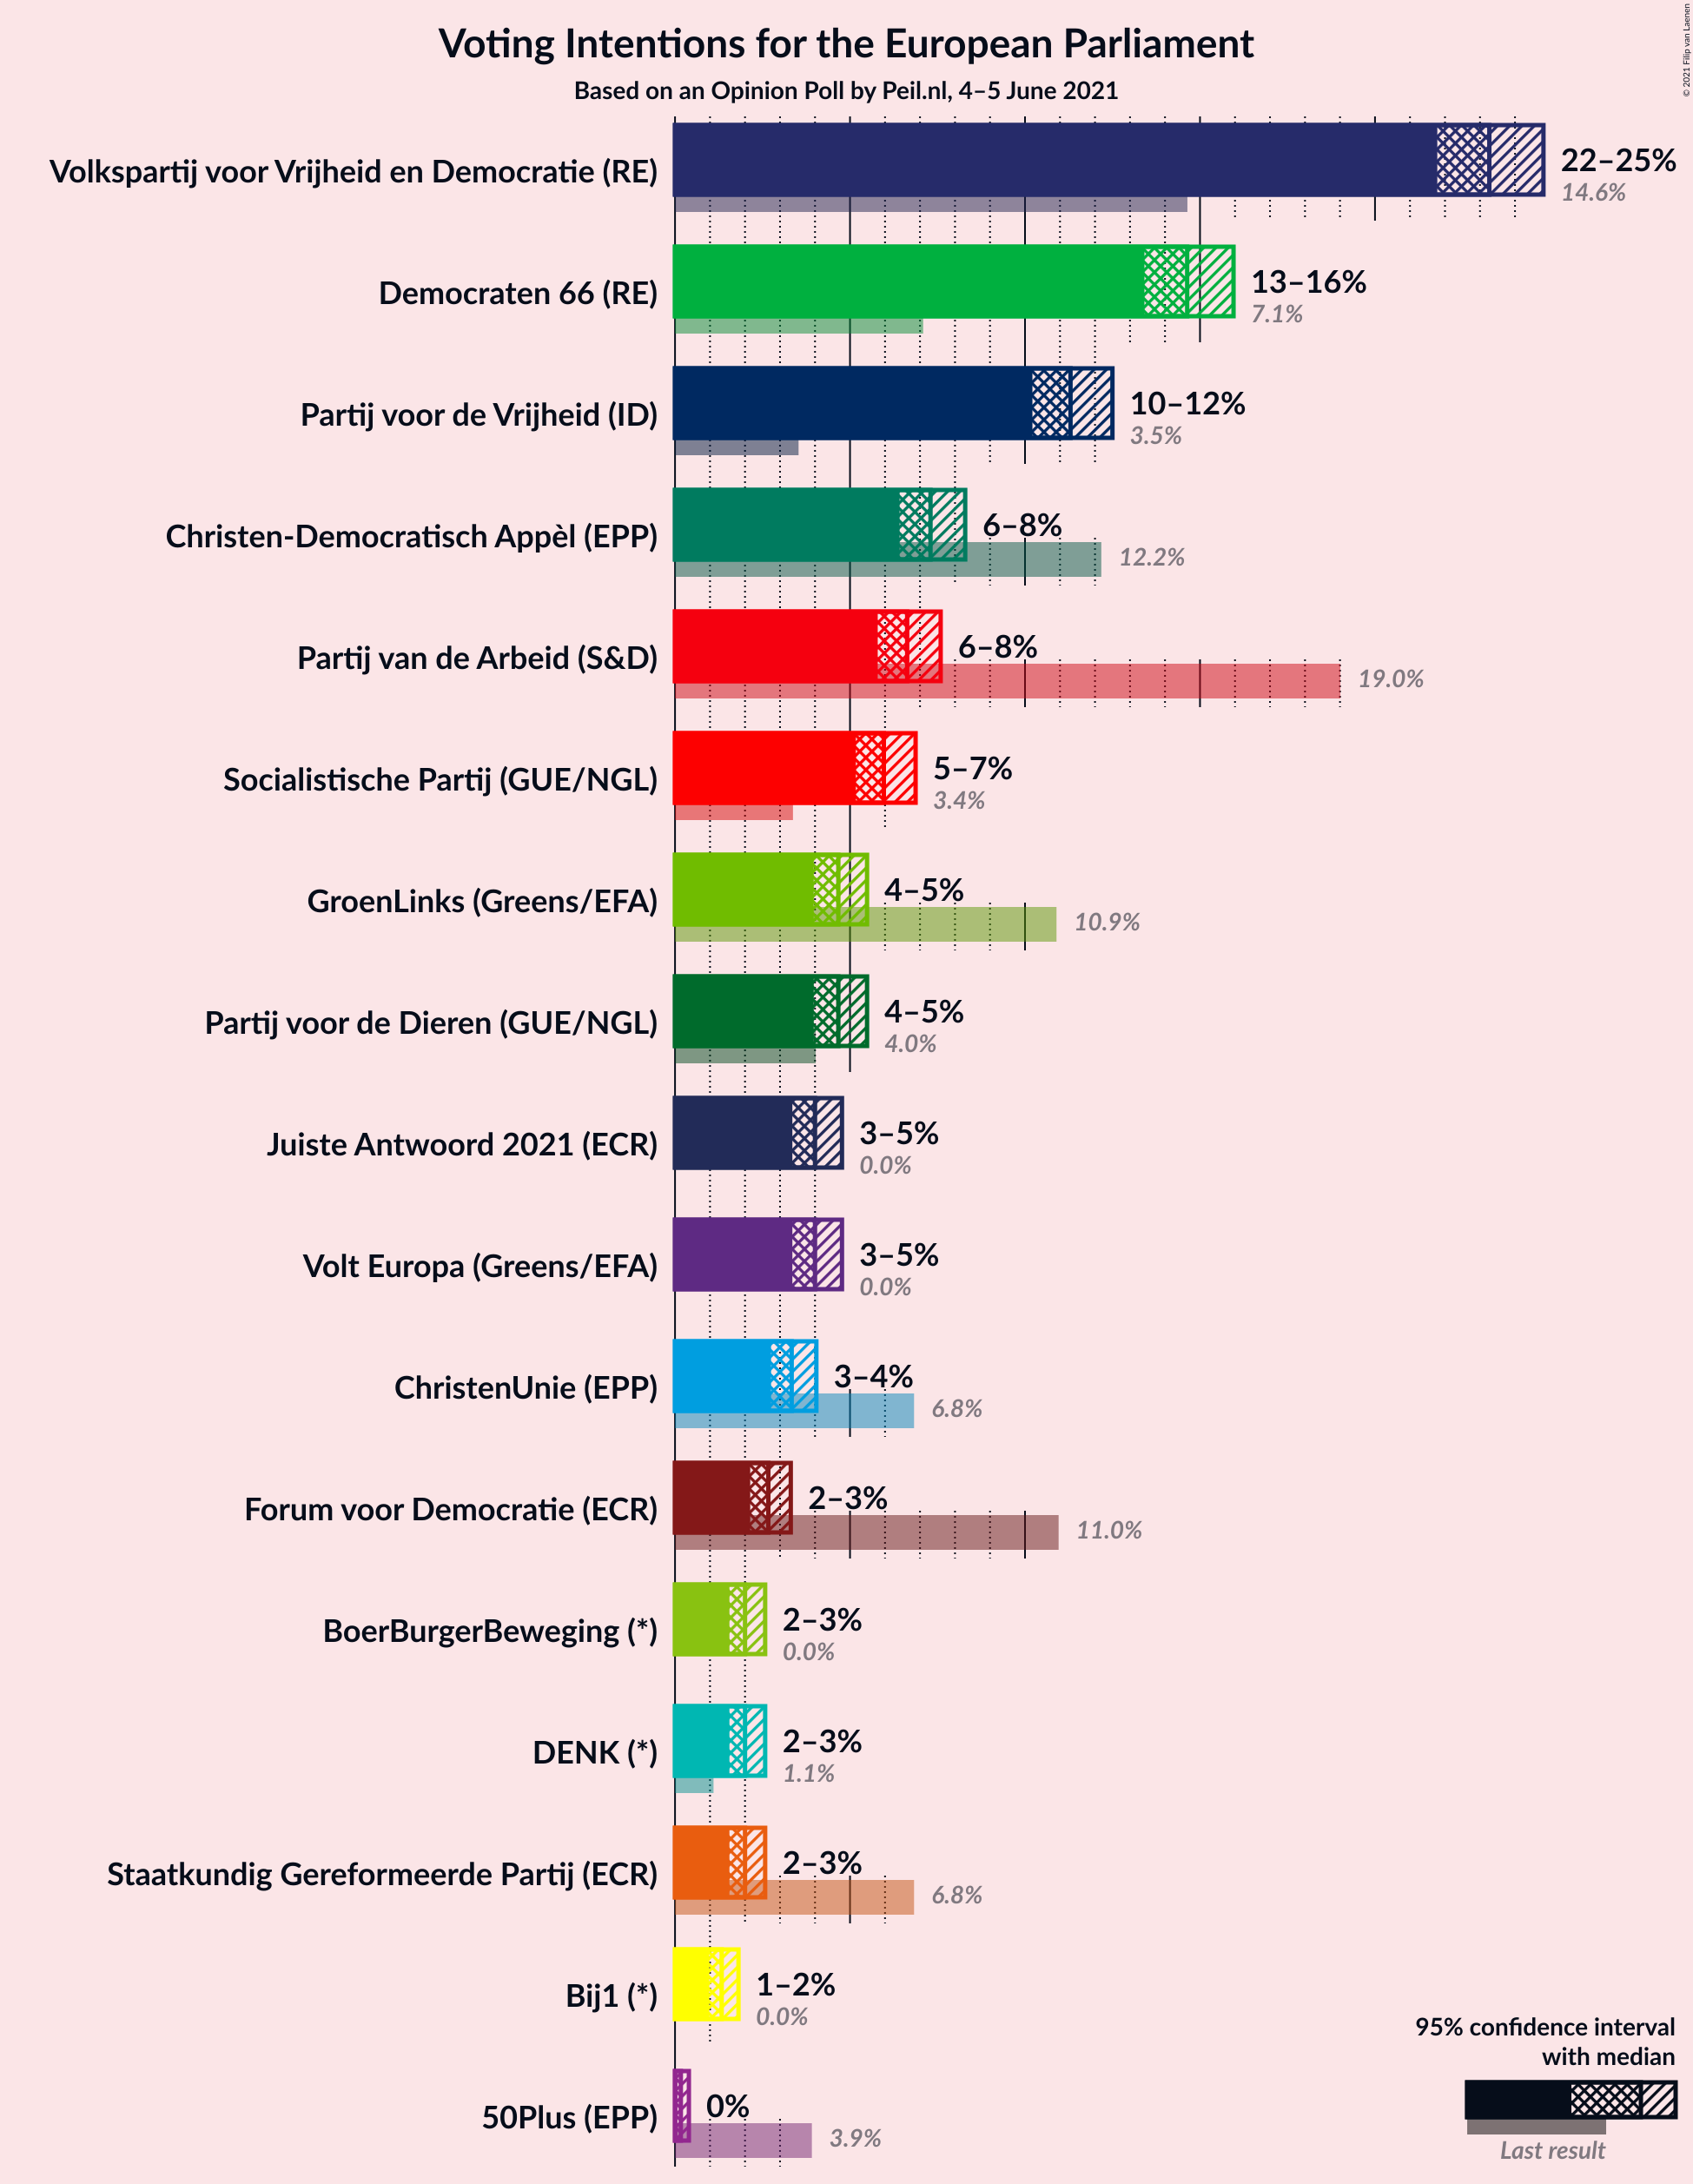 Voting Intentions for the European Parliament
Based on an Opinion Poll by Peil.nl, 4–5 June 2021
© 2021 Filip van Laenen
Volkspartij voor Vrijheid en Democratie (RE)
22–25%
14.6%
Democraten 66 (RE)
13–16%
7.1%
Partij voor de Vrijheid (ID)
10–12%
3.5%
Christen-Democratisch Appèl (EPP)
6–8%
12.2%
Partij van de Arbeid (S&D)
6–8%
19.0%
Socialistische Partij (GUE/NGL)
5–7%
3.4%
GroenLinks (Greens/EFA)
4–5%
10.9%
Partij voor de Dieren (GUE/NGL)
4–5%
4.0%
Juiste Antwoord 2021 (ECR)
3–5%
0.0%
Volt Europa (Greens/EFA)
3–5%
0.0%
ChristenUnie (EPP)
3–4%
6.8%
Forum voor Democratie (ECR)
2–3%
11.0%
BoerBurgerBeweging (*)
2–3%
0.0%
DENK (*)
2–3%
1.1%
Staatkundig Gereformeerde Partij (ECR)
2–3%
6.8%
Bij1 (*)
1–2%
0.0%
50Plus (EPP)
0%
3.9%
95% confidence interval
with median
Last result